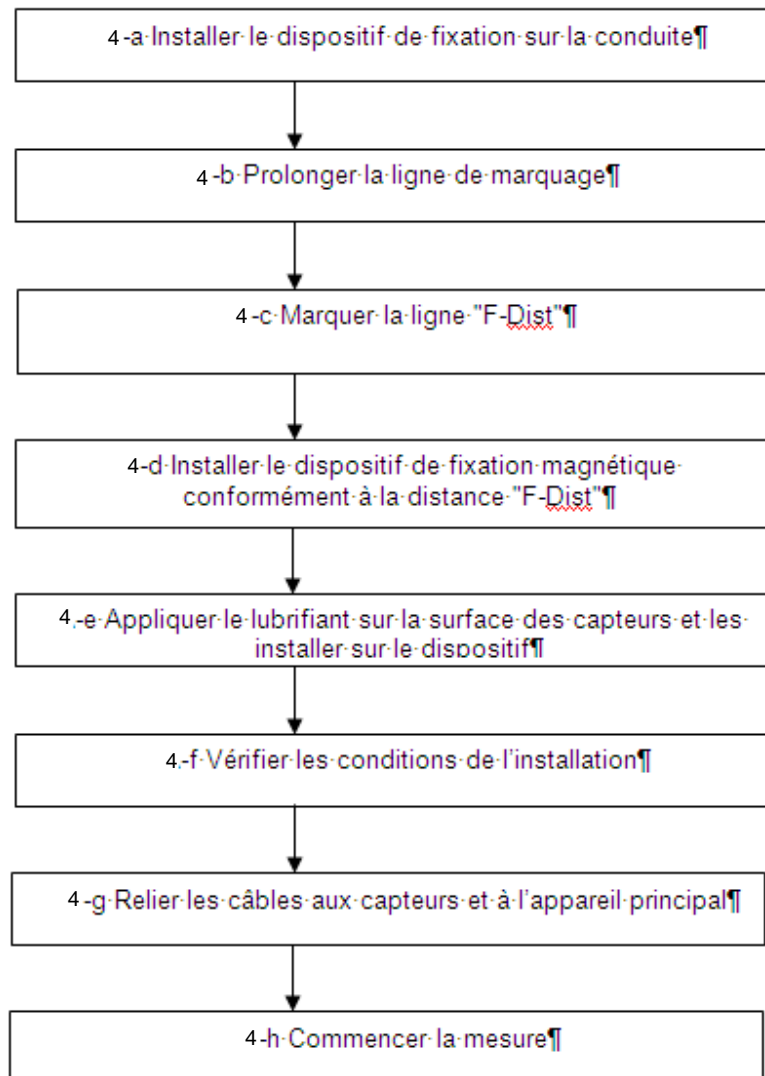 4-a·Installer·le·dispositif·de·fixation·sur·la·conduite¶
4-b·Prolonger·la·ligne·de·marquage¶
4-c·Marquer·la·ligne·"F-Dist"¶
4-d·Installer·le·dispositif·de·fixation·magnétique·
conformément·à·la·distance·"F-Dist"¶
4.-e·Appliquer·le·lubrifiant·sur·la·surface·des·capteurs·et·les·
installer·sur·le·dispositif¶
4.-f·Vérifier·les·conditions·de·l'installation¶
4-g·Relier·les·câbles·aux·capteurs·et·à·l'appareil·principal¶
4-h·Commencer·la·mesure¶